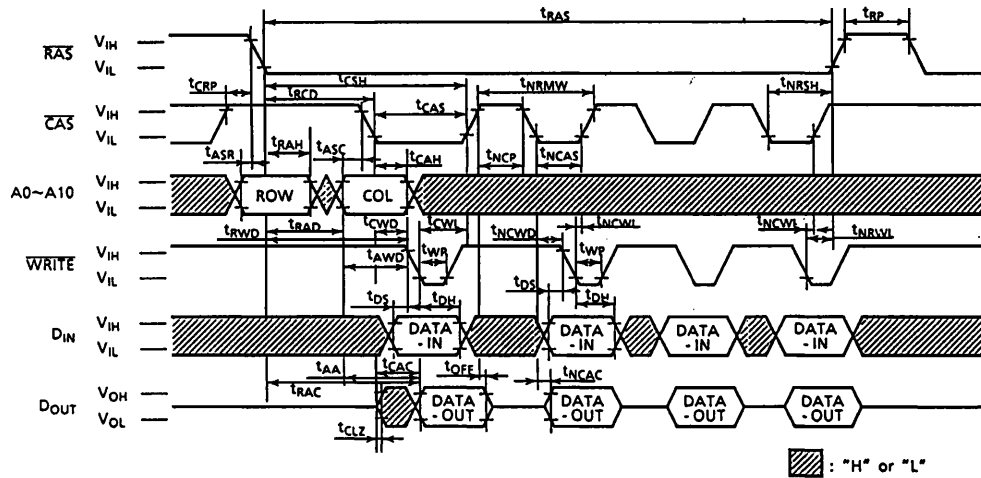 tRAS
tRP
RAS
VIH
VIL
tCRP
tCSH
tRCD
tNRMW
tNRSH
CAS
VIH
VIL
tCAS
tASR
tRAH
tASC
tCAH
tNCP
tNCAS
A0~A10
VIH
VIL
ROW
COL
tRWD
tRAD
tCWD
tCWL
tNCWD
tNCWL
tNCWL
tNRWL
WRITE
VIH
VIL
tAWD
tWP
tWP
tDS
tDH
tDS
tDH
DIN
VIH
VIL
DATA
-IN
DATA
-IN
DATA
-IN
DATA
-IN
tAA
tCAC
tOFF
tNCAC
tRAC
DOUT
VOH
VOL
DATA
-OUT
DATA
-OUT
DATA
-OUT
DATA
-OUT
tCLZ
: "H" or "L"